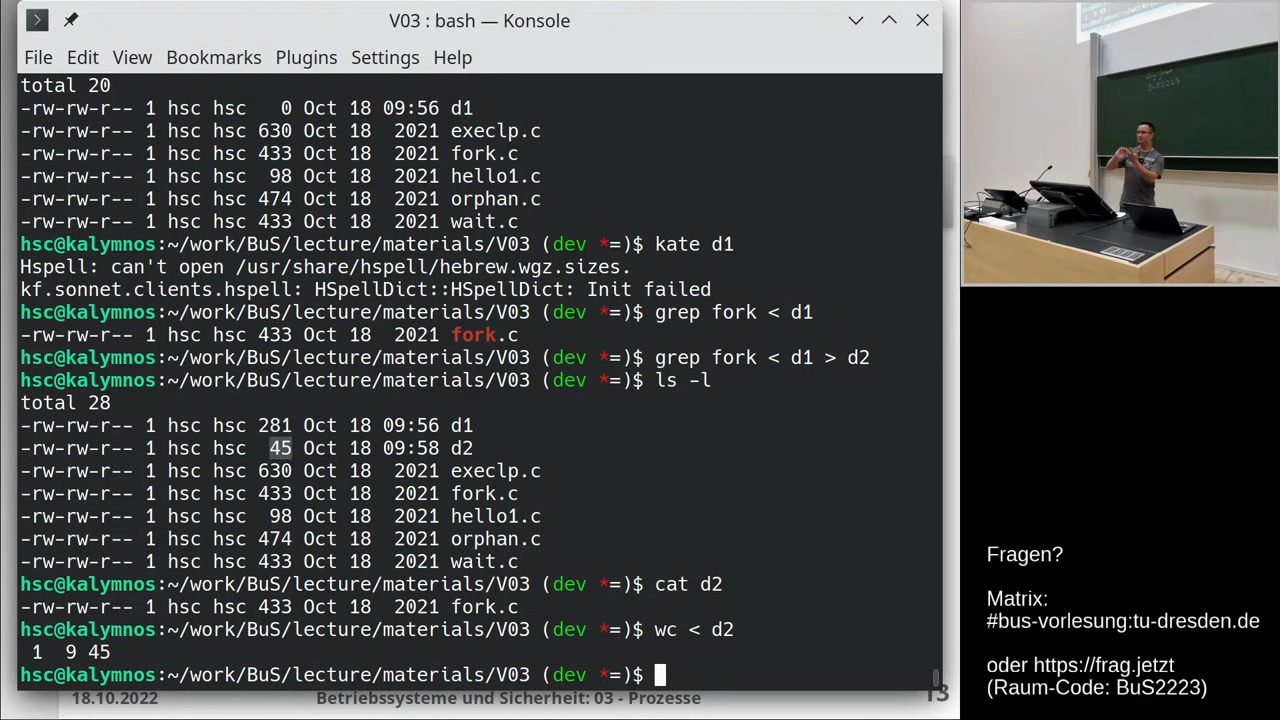 V03 : bash — Konsole
File Edit View Bookmarks Plugins Settings Help
total 20
-rw-rw-r-- 1 hsc hsc   0 Oct 18 09:56 d1
-rw-rw-r-- 1 hsc hsc 630 Oct 18  2021 execlp.c
-rw-rw-r-- 1 hsc hsc 433 Oct 18  2021 fork.c
-rw-rw-r-- 1 hsc hsc  98 Oct 18  2021 hello1.c
-rw-rw-r-- 1 hsc hsc 474 Oct 18  2021 orphan.c
-rw-rw-r-- 1 hsc hsc 433 Oct 18  2021 wait.c
hsc@kalymnos:~/work/BuS/lecture/materials/V03 (dev *=)$ kate d1
Hspell: can't open /usr/share/hspell/hebrew.wgz.sizes.
kf.sonnet.clients.hspell: HSpellDict::HSpellDict: Init failed
hsc@kalymnos:~/work/BuS/lecture/materials/V03 (dev *=)$ grep fork < d1
-rw-rw-r-- 1 hsc hsc 433 Oct 18  2021 fork.c
hsc@kalymnos:~/work/BuS/lecture/materials/V03 (dev *=)$ grep fork < d1 > d2
hsc@kalymnos:~/work/BuS/lecture/materials/V03 (dev *=)$ ls -l
total 28
-rw-rw-r-- 1 hsc hsc 281 Oct 18 09:56 d1
-rw-rw-r-- 1 hsc hsc  45 Oct 18 09:58 d2
-rw-rw-r-- 1 hsc hsc 630 Oct 18  2021 execlp.c
-rw-rw-r-- 1 hsc hsc 433 Oct 18  2021 fork.c
-rw-rw-r-- 1 hsc hsc  98 Oct 18  2021 hello1.c
-rw-rw-r-- 1 hsc hsc 474 Oct 18  2021 orphan.c
-rw-rw-r-- 1 hsc hsc 433 Oct 18  2021 wait.c
hsc@kalymnos:~/work/BuS/lecture/materials/V03 (dev *=)$ cat d2
-rw-rw-r-- 1 hsc hsc 433 Oct 18  2021 fork.c
hsc@kalymnos:~/work/BuS/lecture/materials/V03 (dev *=)$ wc < d2
 1  9 45
hsc@kalymnos:~/work/BuS/lecture/materials/V03 (dev *=)$
18.10.2022 Betriebssysteme und Sicherheit: 03 - Prozesse 13
BuS2223
Fragen?
Matrix:
#bus-vorlesung:tu-dresden.de
oder https://frag.jetzt
(Raum-Code: BuS2223)